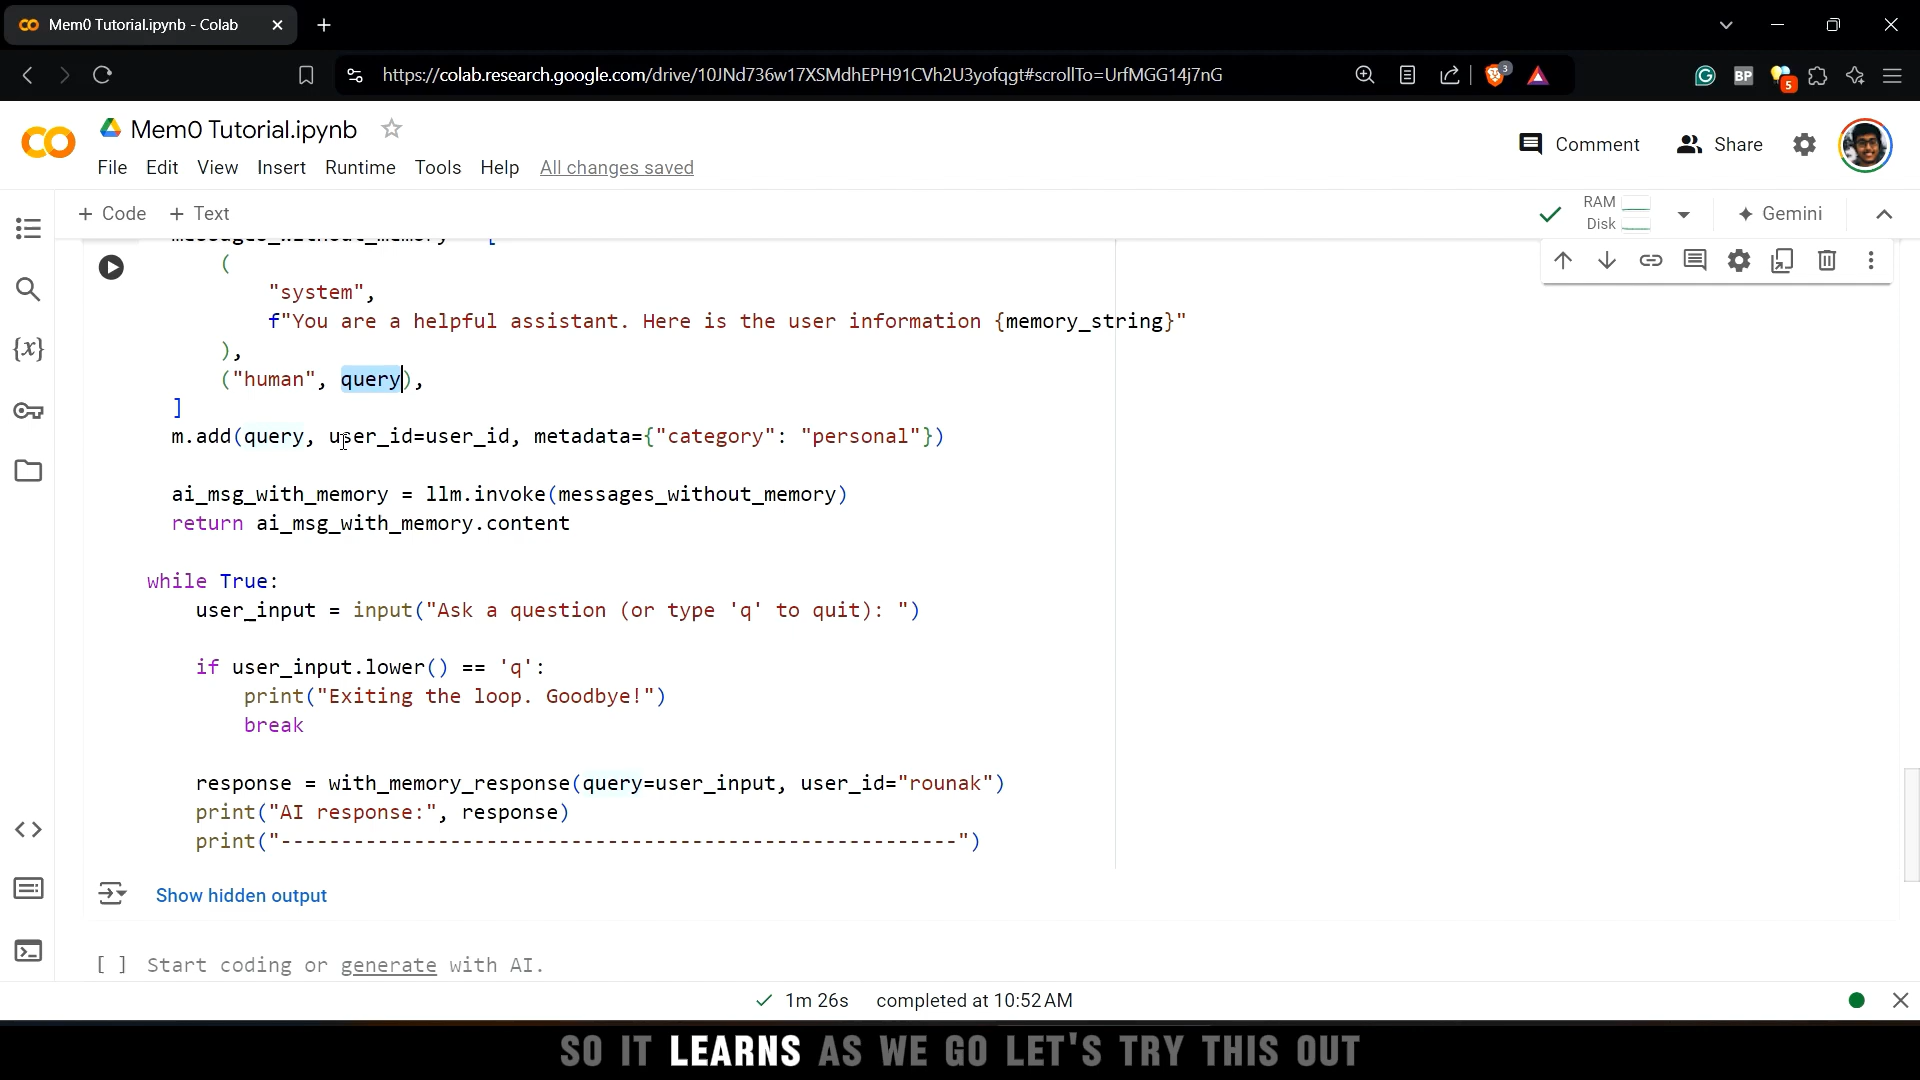 Mem0 Tutorial.ipynb - Colab
https://colab.research.google.com/drive/10JNd736w17XSMdhEPH91CVh2U3yofqgt#scrollTo=UrfMGG14j7nG
3
BP
5
Mem0 Tutorial.ipynb
File Edit View Insert Runtime Tools Help All changes saved
Comment Share
+ Code + Text
RAM
Disk
Gemini
messages_without_memory = [
(
"system",
f"You are a helpful assistant. Here is the user information {memory_string}"
),
("human", query),
]
m.add(query, user_id=user_id, metadata={"category": "personal"})
ai_msg_with_memory = llm.invoke(messages_without_memory)
return ai_msg_with_memory.content
while True:
user_input = input("Ask a question (or type 'q' to quit): ")
if user_input.lower() == 'q':
print("Exiting the loop. Goodbye!")
break
response = with_memory_response(query=user_input, user_id="rounak")
print("AI response:", response)
print("--------------------------------------------------------")
Show hidden output
[ ] Start coding or generate with AI.
1m 26s completed at 10:52 AM
SO IT LEARNS AS WE GO LET'S TRY THIS OUT